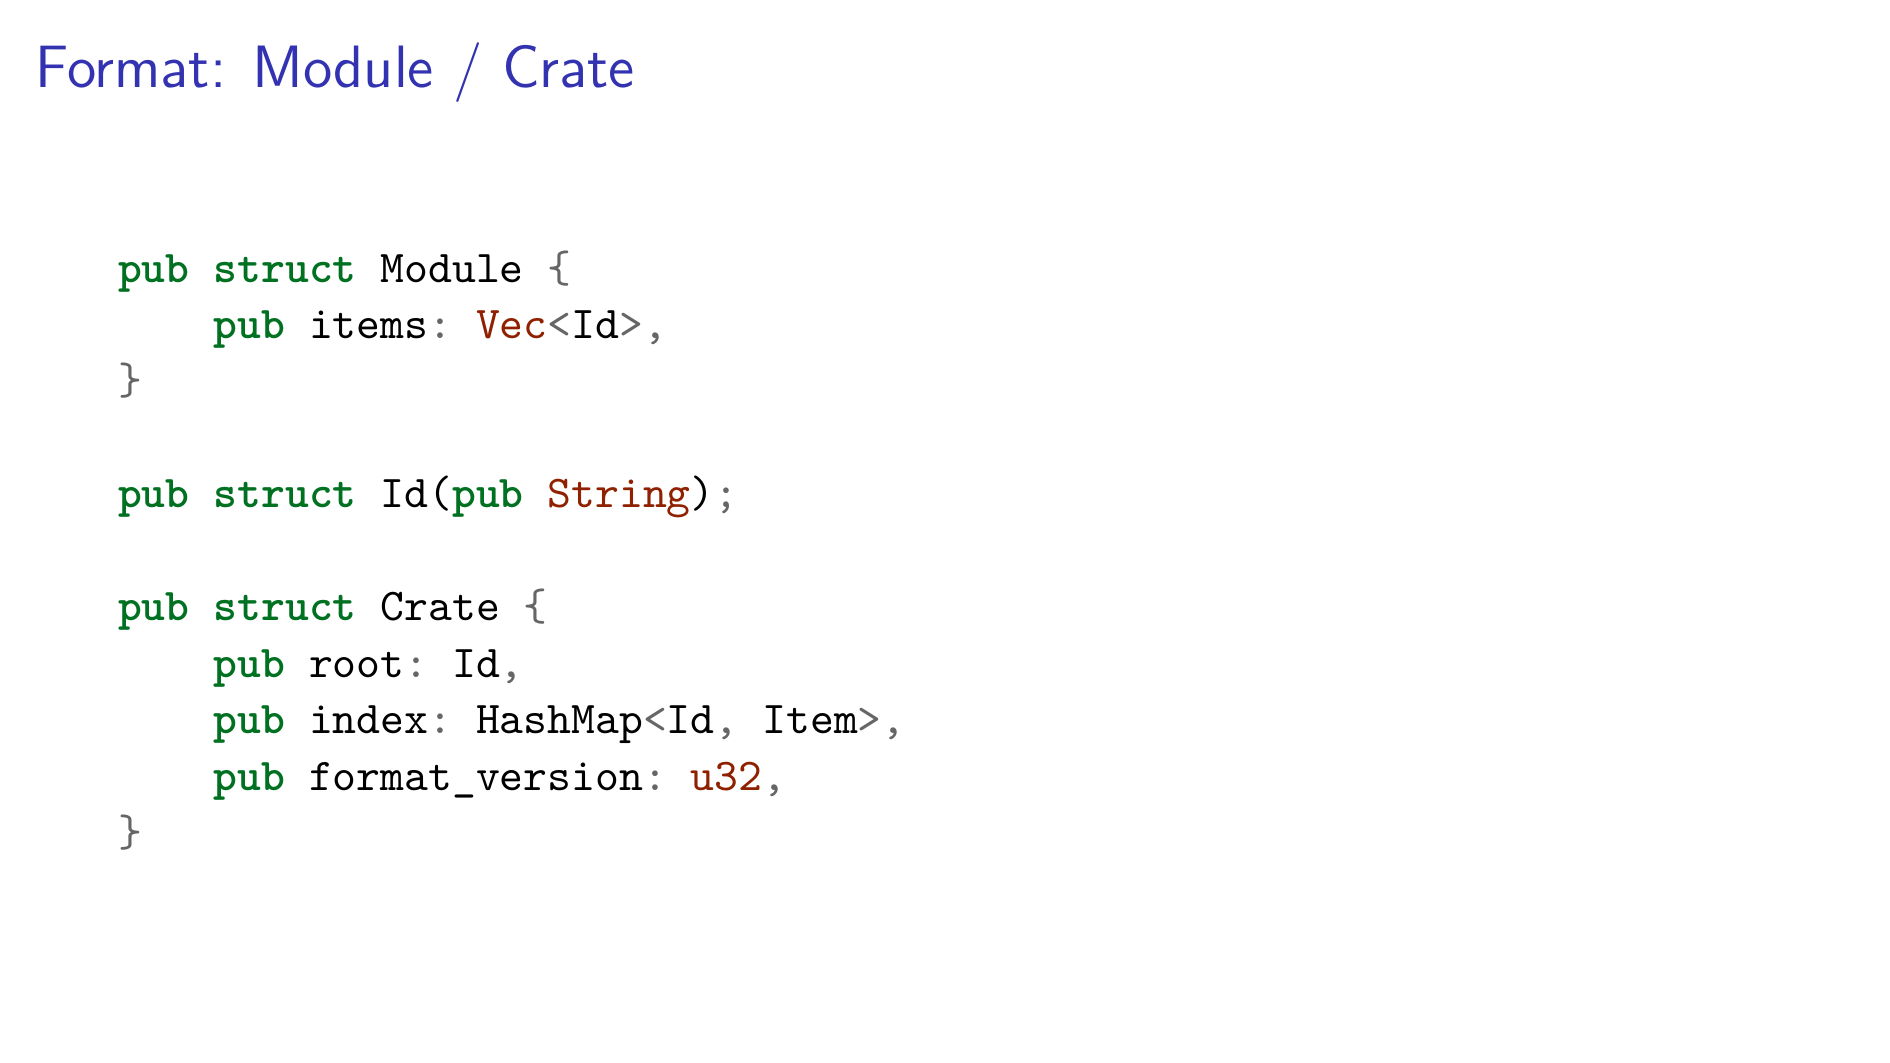 Format: Module / Crate
pub struct Module {
    pub items: Vec<Id>,
}
pub struct Id(pub String);
pub struct Crate {
    pub root: Id,
    pub index: HashMap<Id, Item>,
    pub format_version: u32,
}